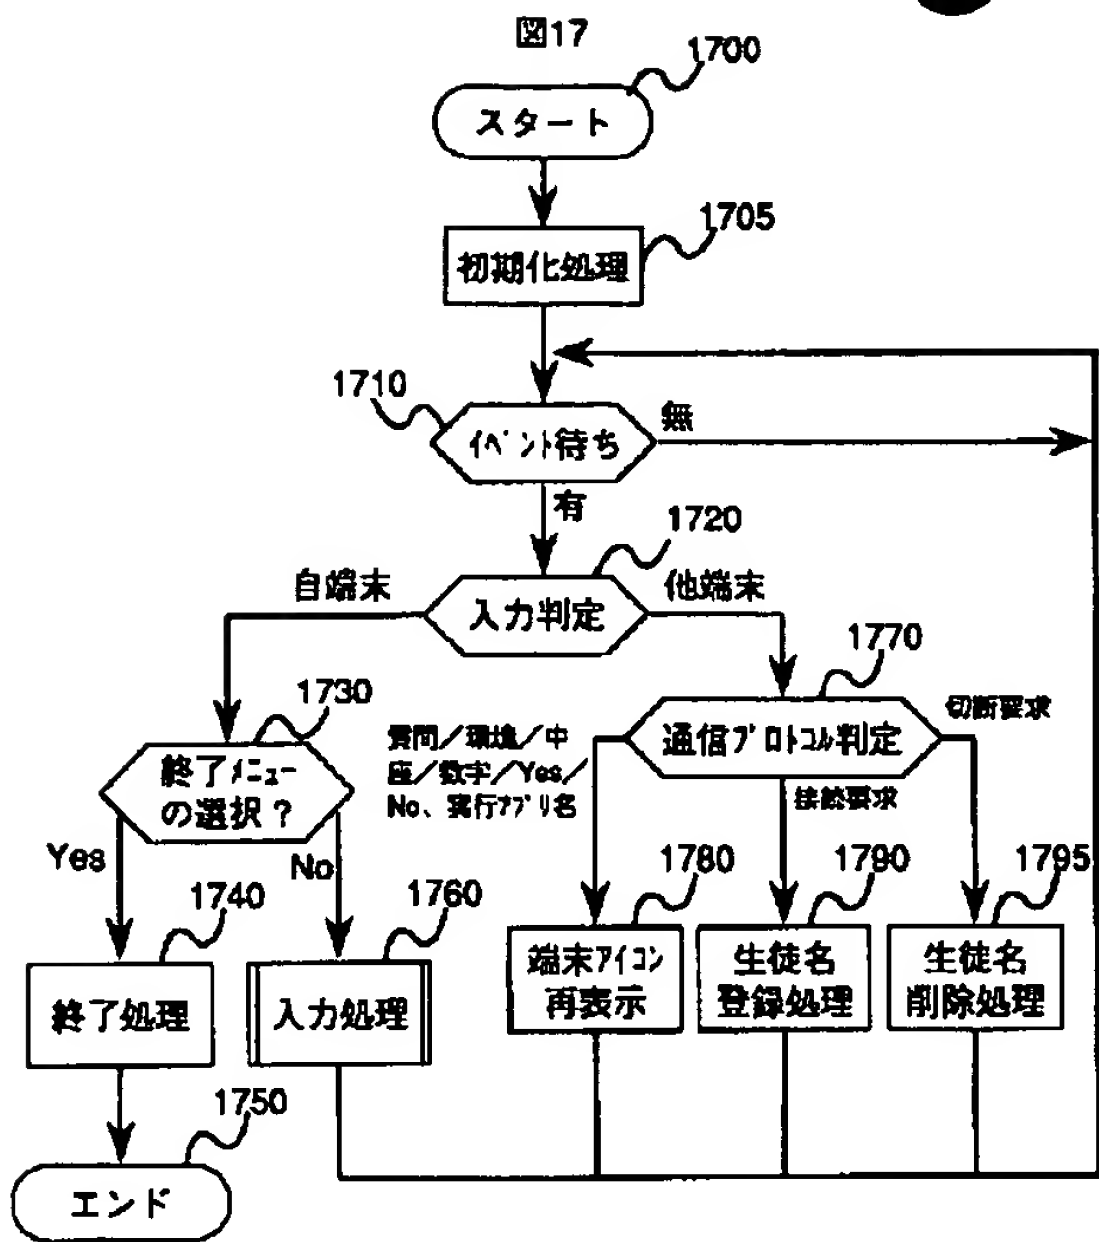 図17
1700
スタート
1705
初期化処理
1710
イベント待ち
無
有
1720
自端末
入力判定
他端末
1770
1730
質問／環境／中
座／数字／Yes／
No、実行アプリ名
通信プロトコル判定
切断要求
終了メニュー
の選択？
接続要求
Yes
No
1740
1760
1780
1790
1795
終了処理
入力処理
端末アイコン
再表示
生徒名
登録処理
生徒名
削除処理
1750
エンド